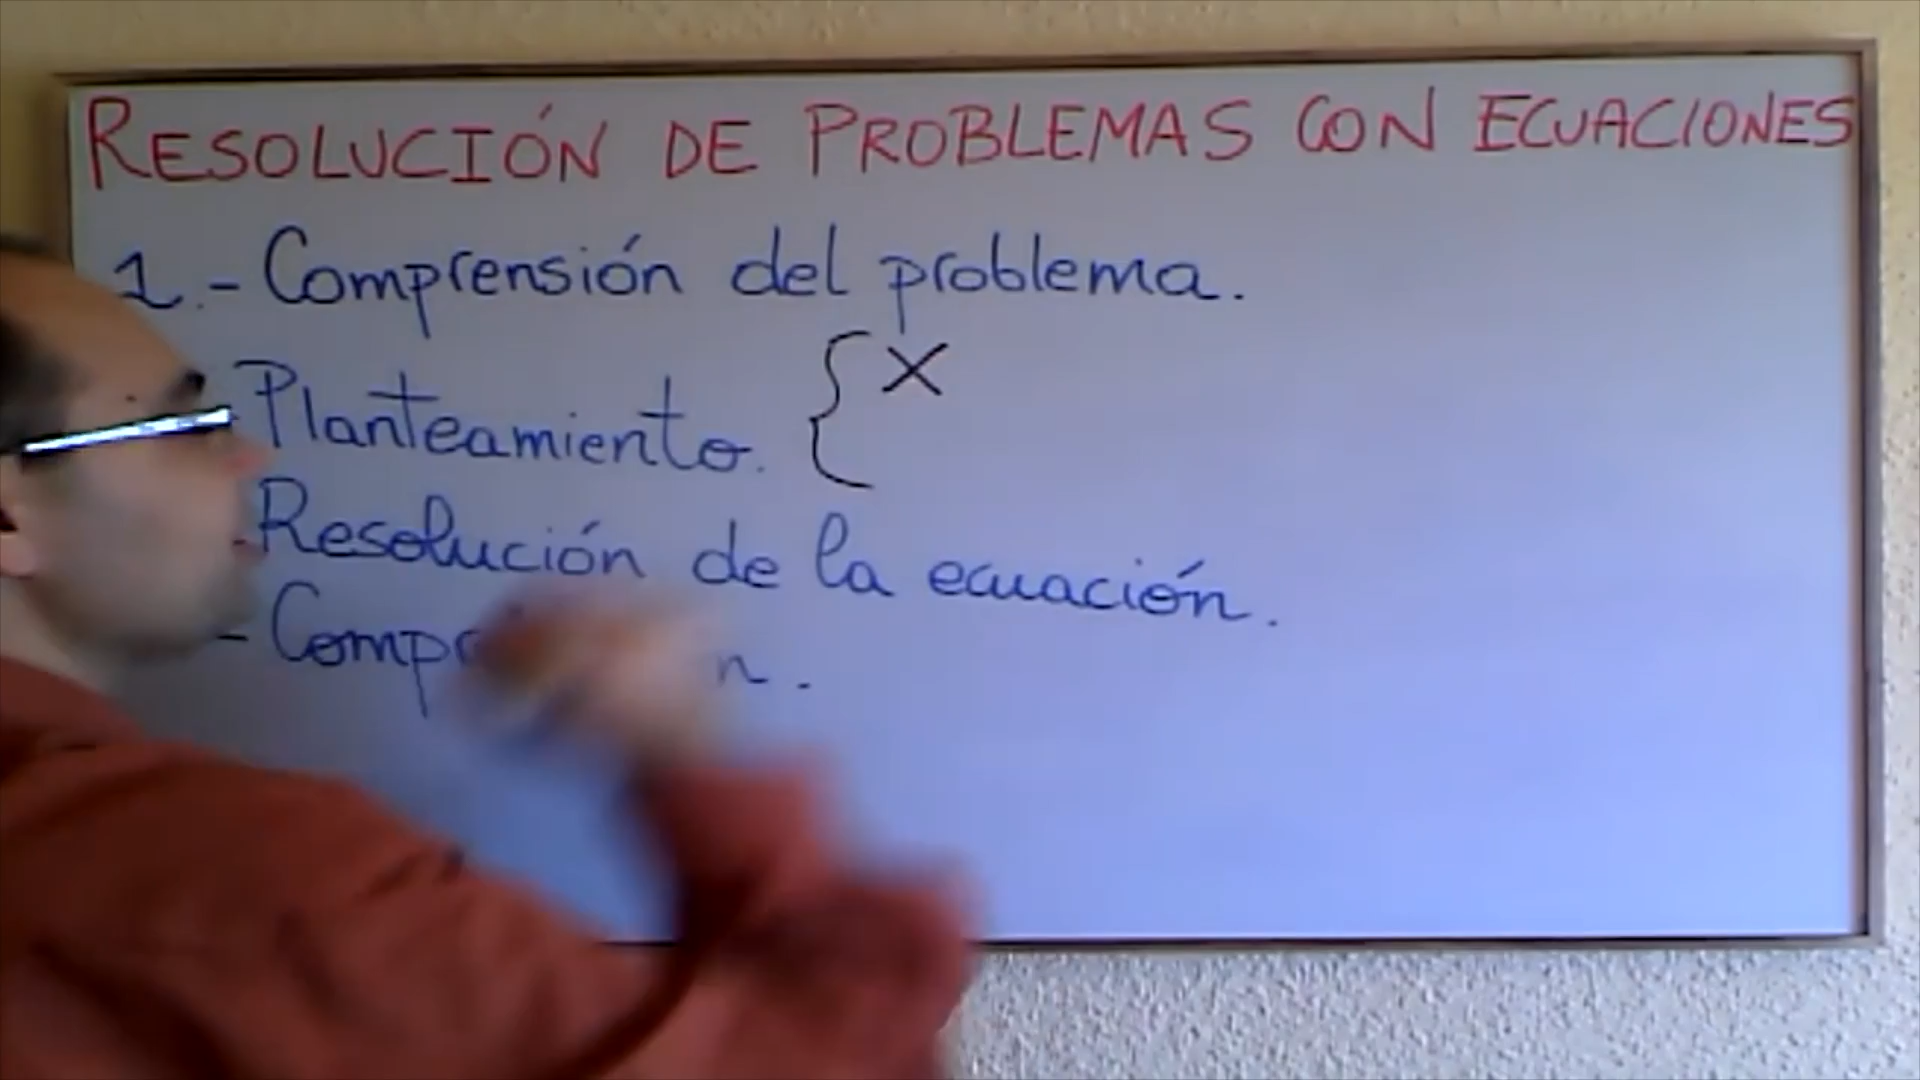 RESOLUCIÓN DE PROBLEMAS CON ECUACIONES
1.- Comprensión del problema.
Planteamiento. { X
Resolución de la ecuación.
-